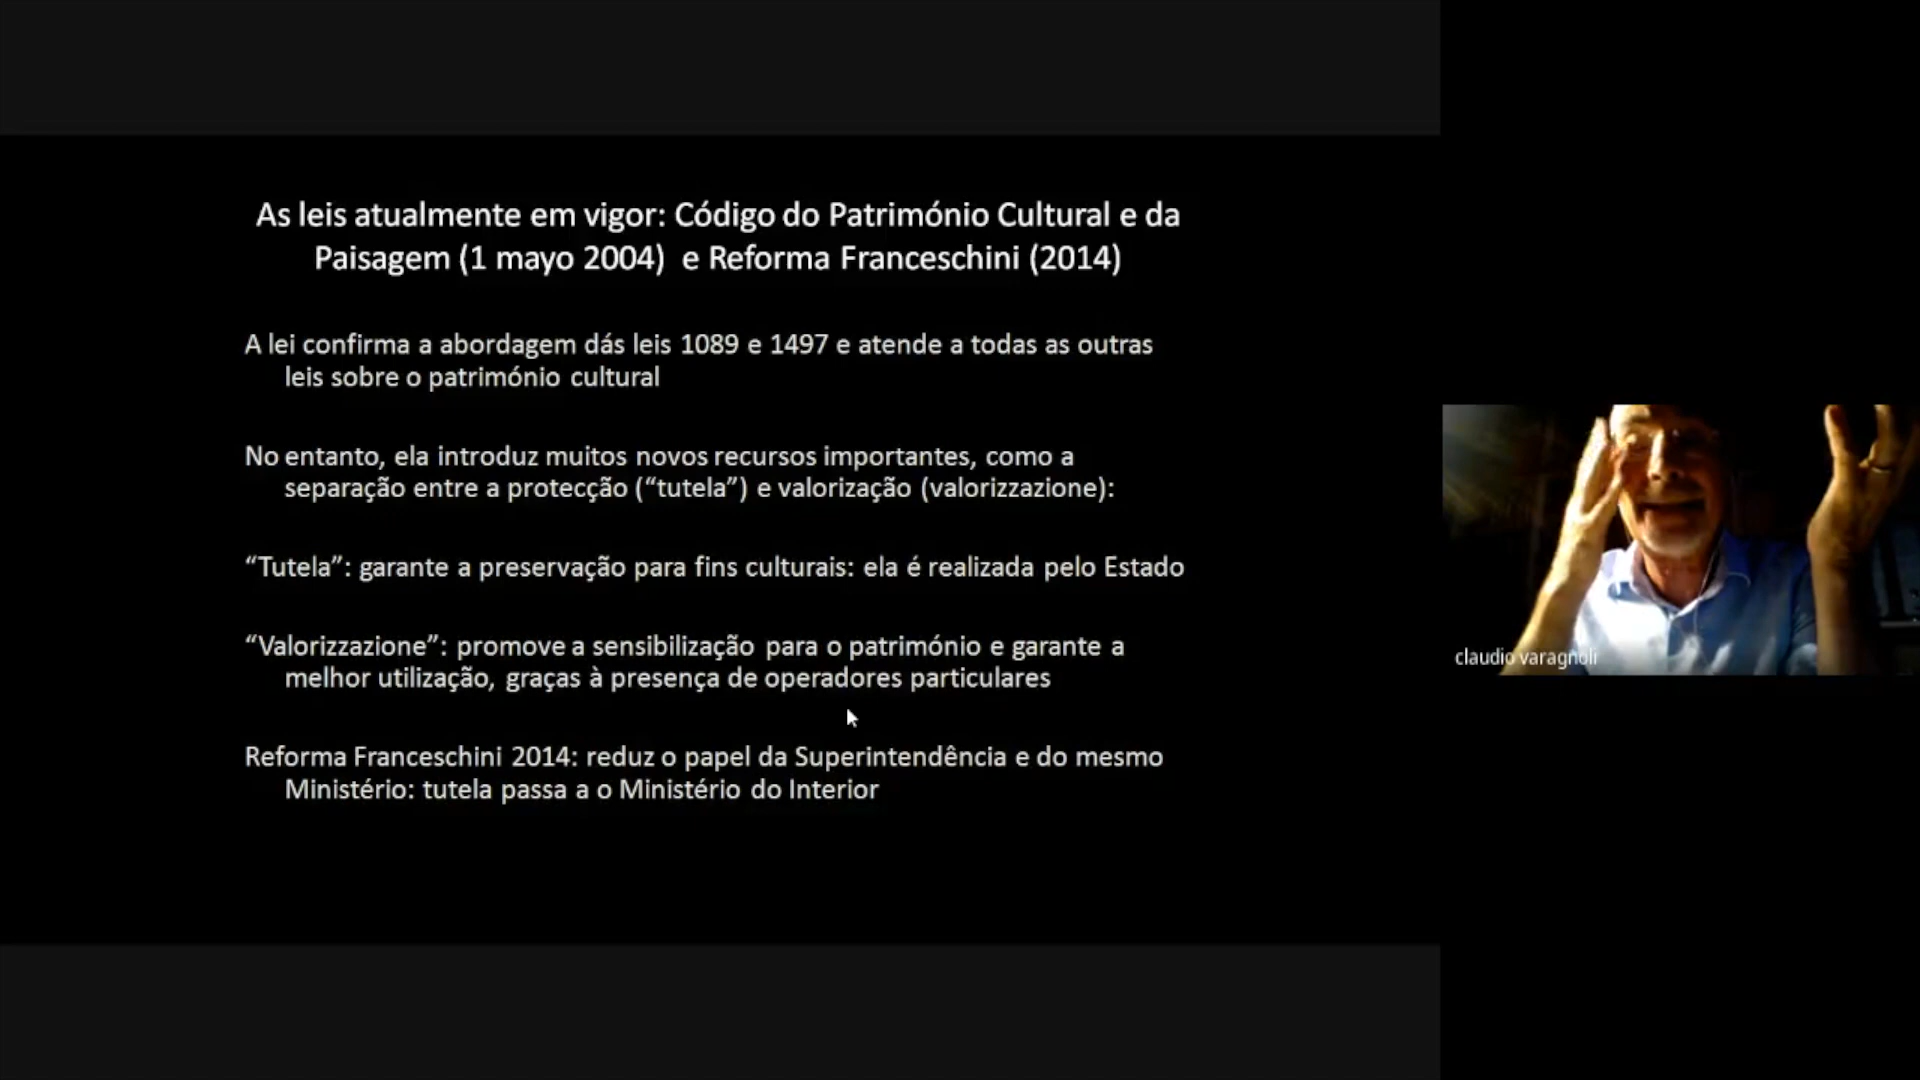 As leis atualmente em vigor: Código do Património Cultural e da
Paisagem (1 mayo 2004)  e Reforma Franceschini (2014)
A lei confirma a abordagem dás leis 1089 e 1497 e atende a todas as outras
leis sobre o património cultural
No entanto, ela introduz muitos novos recursos importantes, como a
separação entre a protecção (“tutela”) e valorização (valorizzazione):
“Tutela”: garante a preservação para fins culturais: ela é realizada pelo Estado
“Valorizzazione”: promove a sensibilização para o património e garante a
melhor utilização, graças à presença de operadores particulares
Reforma Franceschini 2014: reduz o papel da Superintendência e do mesmo
Ministério: tutela passa a o Ministério do Interior
claudio varagnoli